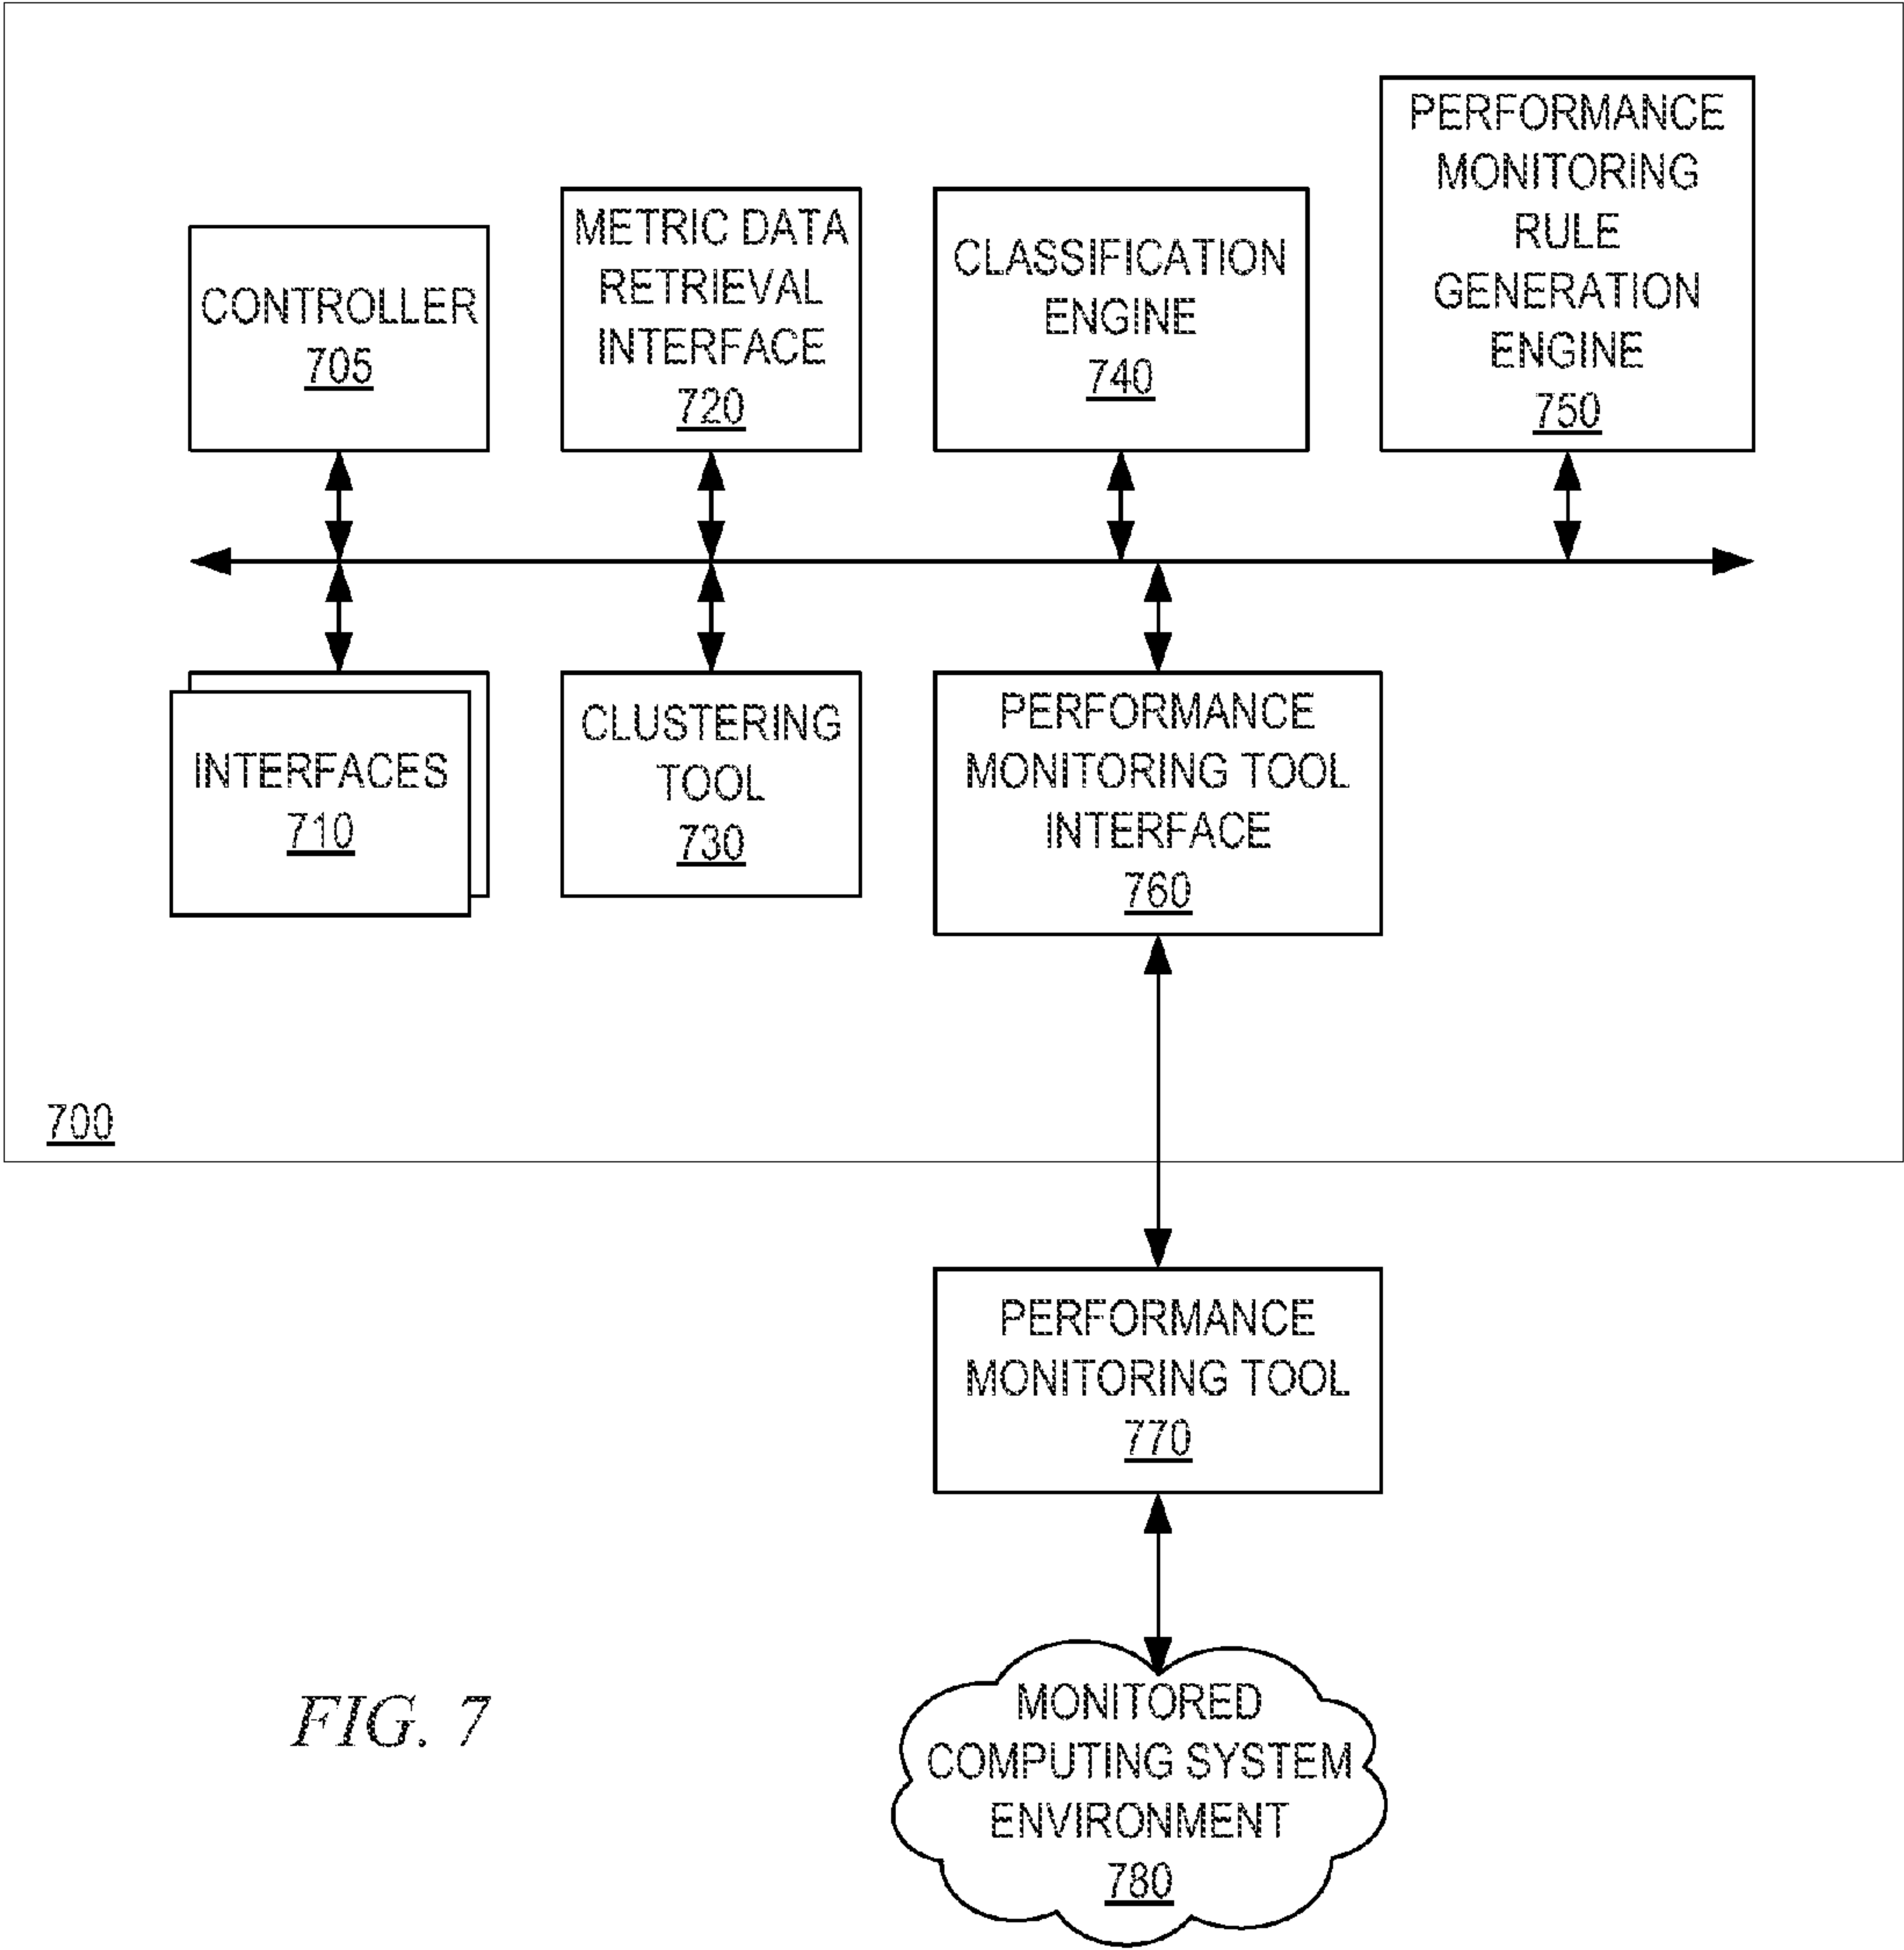 CONTROLLER
705
METRIC DATA
RETRIEVAL
INTERFACE
720
CLASSIFICATION
ENGINE
740
PERFORMANCE
MONITORING
RULE
GENERATION
ENGINE
750
INTERFACES
710
CLUSTERING
TOOL
730
PERFORMANCE
MONITORING TOOL
INTERFACE
760
700
PERFORMANCE
MONITORING TOOL
770
MONITORED
COMPUTING SYSTEM
ENVIRONMENT
780
FIG. 7